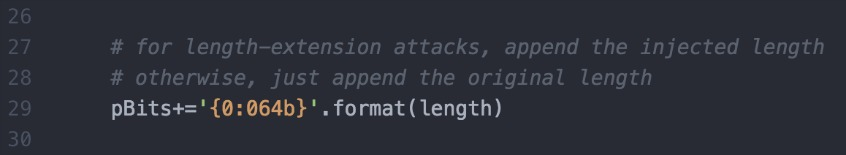 26
27 # for length-extension attacks, append the injected length
28 # otherwise, just append the original length
29 pBits+='{0:064b}'.format(length)
30